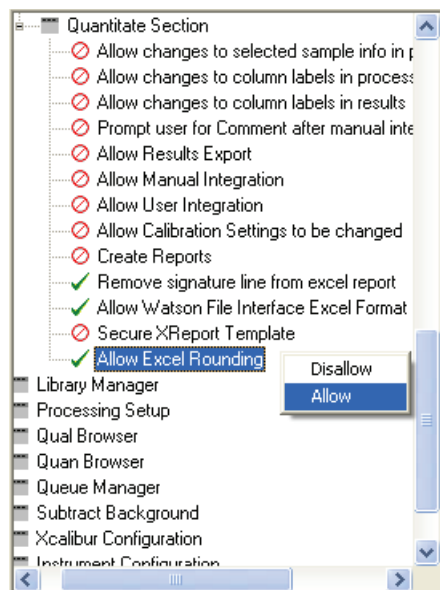 Quantitate Section
Allow changes to selected sample info in p
Allow changes to column labels in process
Allow changes to column labels in results
Prompt user for Comment after manual inte
Allow Results Export
Allow Manual Integration
Allow User Integration
Allow Calibration Settings to be changed
Create Reports
Remove signature line from excel report
Allow Watson File Interface Excel Format
Secure XReport Template
Allow Excel Rounding
Disallow
Allow
Library Manager
Processing Setup
Qual Browser
Quan Browser
Queue Manager
Subtract Background
Xcalibur Configuration
Instrument Configuration